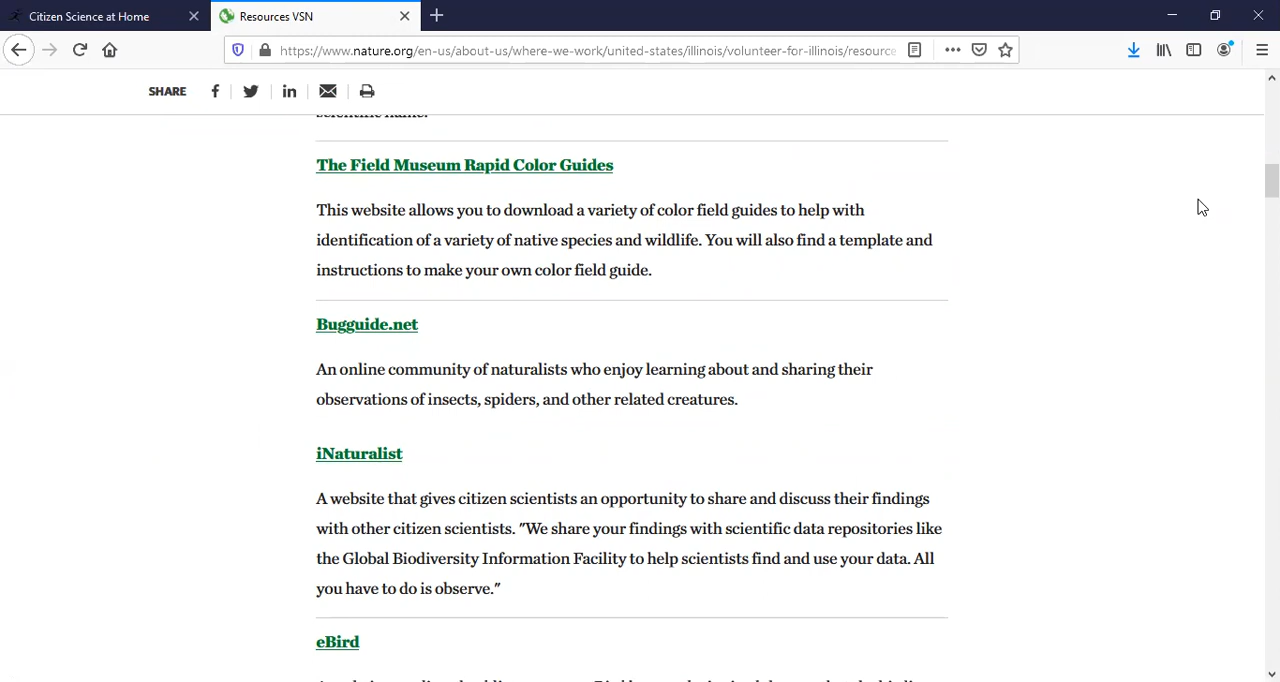 Citizen Science at Home
Resources VSN
https://www.nature.org/en-us/about-us/where-we-work/united-states/illinois/volunteer-for-illinois/resource
SHARE
scientific name.
The Field Museum Rapid Color Guides
This website allows you to download a variety of color field guides to help with
identification of a variety of native species and wildlife. You will also find a template and
instructions to make your own color field guide.
Bugguide.net
An online community of naturalists who enjoy learning about and sharing their
observations of insects, spiders, and other related creatures.
iNaturalist
A website that gives citizen scientists an opportunity to share and discuss their findings
with other citizen scientists. "We share your findings with scientific data repositories like
the Global Biodiversity Information Facility to help scientists find and use your data. All
you have to do is observe."
eBird